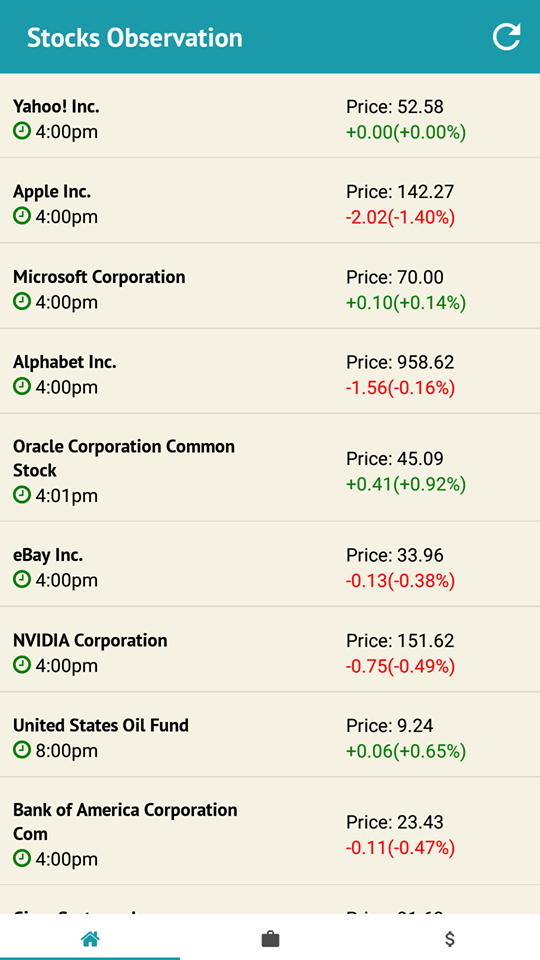 Stocks Observation
Yahoo! Inc.
Price: 52.58
4:00pm
+0.00(+0.00%)
Apple Inc.
Price: 142.27
4:00pm
-2.02(-1.40%)
Microsoft Corporation
Price: 70.00
4:00pm
+0.10(+0.14%)
Alphabet Inc.
Price: 958.62
4:00pm
-1.56(-0.16%)
Oracle Corporation Common
Stock
Price: 45.09
4:01pm
+0.41(+0.92%)
eBay Inc.
Price: 33.96
4:00pm
-0.13(-0.38%)
NVIDIA Corporation
Price: 151.62
4:00pm
-0.75(-0.49%)
United States Oil Fund
Price: 9.24
8:00pm
+0.06(+0.65%)
Bank of America Corporation
Com
Price: 23.43
4:00pm
-0.11(-0.47%)
$